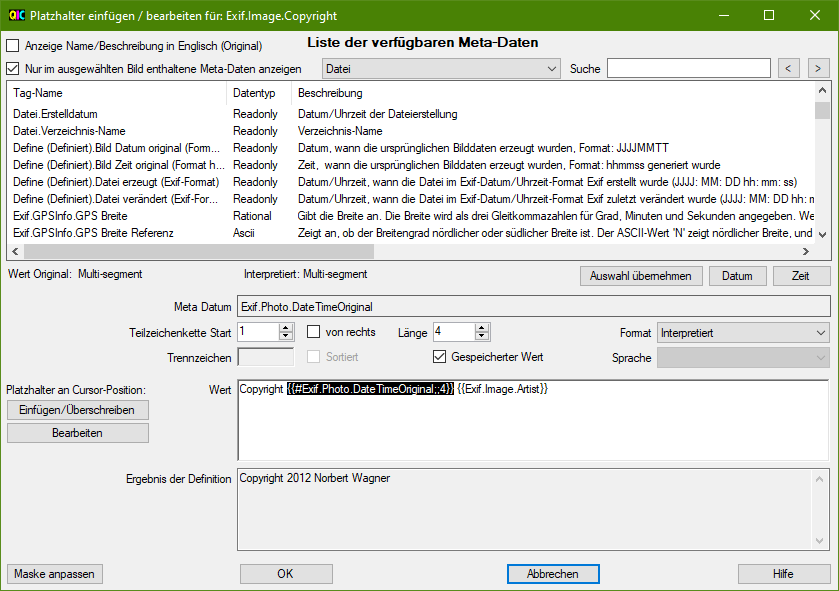 QIC Platzhalter einfügen / bearbeiten für: Exif.Image.Copyright
Anzeige Name/Beschreibung in Englisch (Original)
Liste der verfügbaren Meta-Daten
Nur im ausgewählten Bild enthaltene Meta-Daten anzeigen Datei Suche < >
Tag-Name Datentyp Beschreibung
Datei.Erstelldatum Readonly Datum/Uhrzeit der Dateierstellung
Datei.Verzeichnis-Name Readonly Verzeichnis-Name
Define (Definiert).Bild Datum original (Form... Readonly Datum, wann die ursprünglichen Bilddaten erzeugt wurden, Format: JJJJMMTT
Define (Definiert).Bild Zeit original (Format h... Readonly Zeit, wann die ursprünglichen Bilddaten erzeugt wurden, Format: hhmmss generiert wurde
Define (Definiert).Datei erzeugt (Exif-Format) Readonly Datum/Uhrzeit, wann die Datei im Exif-Datum/Uhrzeit-Format Exif erstellt wurde (JJJJ: MM: DD hh: mm: ss)
Define (Definiert).Datei verändert (Exif-For... Readonly Datum/Uhrzeit, wann die Datei im Exif-Datum/Uhrzeit-Format Exif zuletzt verändert wurde (JJJJ: MM: DD hh: m
Exif.GPSInfo.GPS Breite Rational Gibt die Breite an. Die Breite wird als drei Gleitkommazahlen für Grad, Minuten und Sekunden angegeben. We
Exif.GPSInfo.GPS Breite Referenz Ascii Zeigt an, ob der Breitengrad nördlicher oder südlicher Breite ist. Der ASCII-Wert 'N' zeigt nördlicher Breite, und
Wert Original: Multi-segment Interpretiert: Multi-segment Auswahl übernehmen Datum Zeit
Meta Datum Exif.Photo.DateTimeOriginal
Teilzeichenkette Start 1 von rechts Länge 4 Format Interpretiert
Trennzeichen Sortiert Gespeicherter Wert Sprache
Platzhalter an Cursor-Position: Wert Copyright {{#Exif.Photo.DateTimeOriginal;;4}} {{Exif.Image.Artist}}
Einfügen/Überschreiben
Bearbeiten
Ergebnis der Definition Copyright 2012 Norbert Wagner
Maske anpassen OK Abbrechen Hilfe